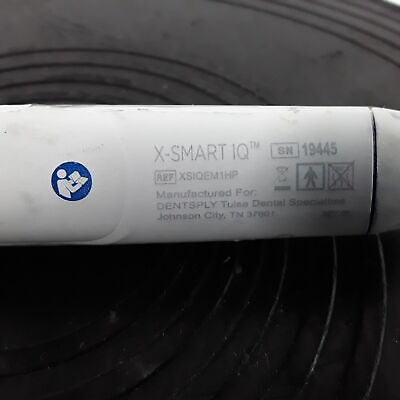 X-SMART IQ™ SN 19445
REF XSIQEM1HP
Manufactured For:
DENTSPLY Tulsa Dental Specialties
Johnson City, TN 37601